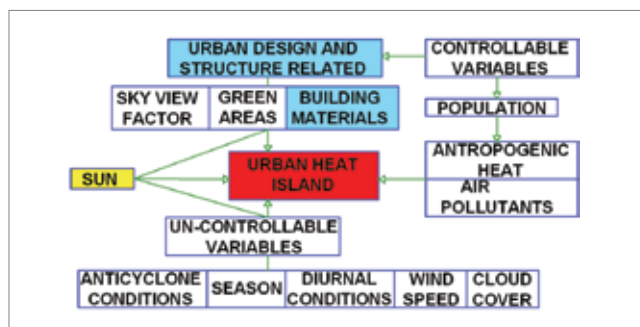 URBAN DESIGN AND
STRUCTURE RELATED
CONTROLLABLE
VARIABLES
SKY VIEW
FACTOR
GREEN
AREAS
BUILDING
MATERIALS
POPULATION
SUN
URBAN HEAT
ISLAND
ANTROPOGENIC
HEAT
AIR
POLLUTANTS
UN-CONTROLLABLE
VARIABLES
ANTICYCLONE
CONDITIONS
SEASON
DIURNAL
CONDITIONS
WIND
SPEED
CLOUD
COVER